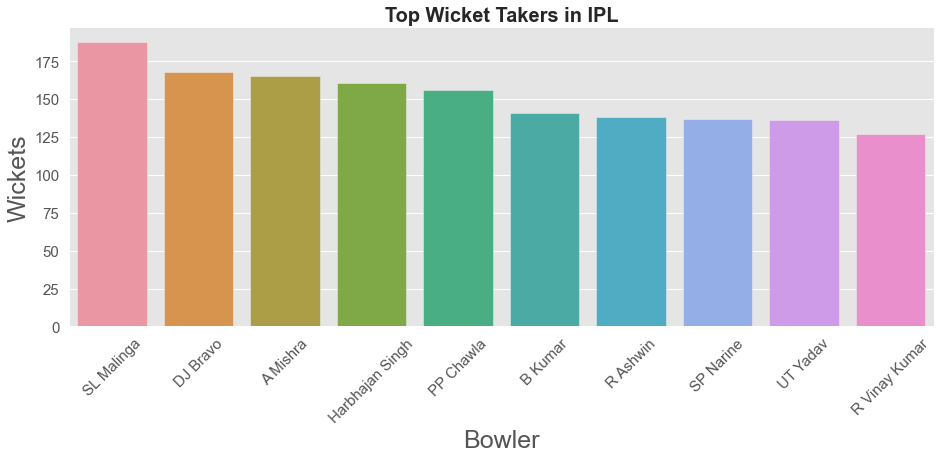 Top Wicket Takers in IPL
Wickets
175
150
125
100
75
50
25
0
SL Malinga
DJ Bravo
A Mishra
Harbhajan Singh
PP Chawla
B Kumar
R Ashwin
SP Narine
UT Yadav
R Vinay Kumar
Bowler